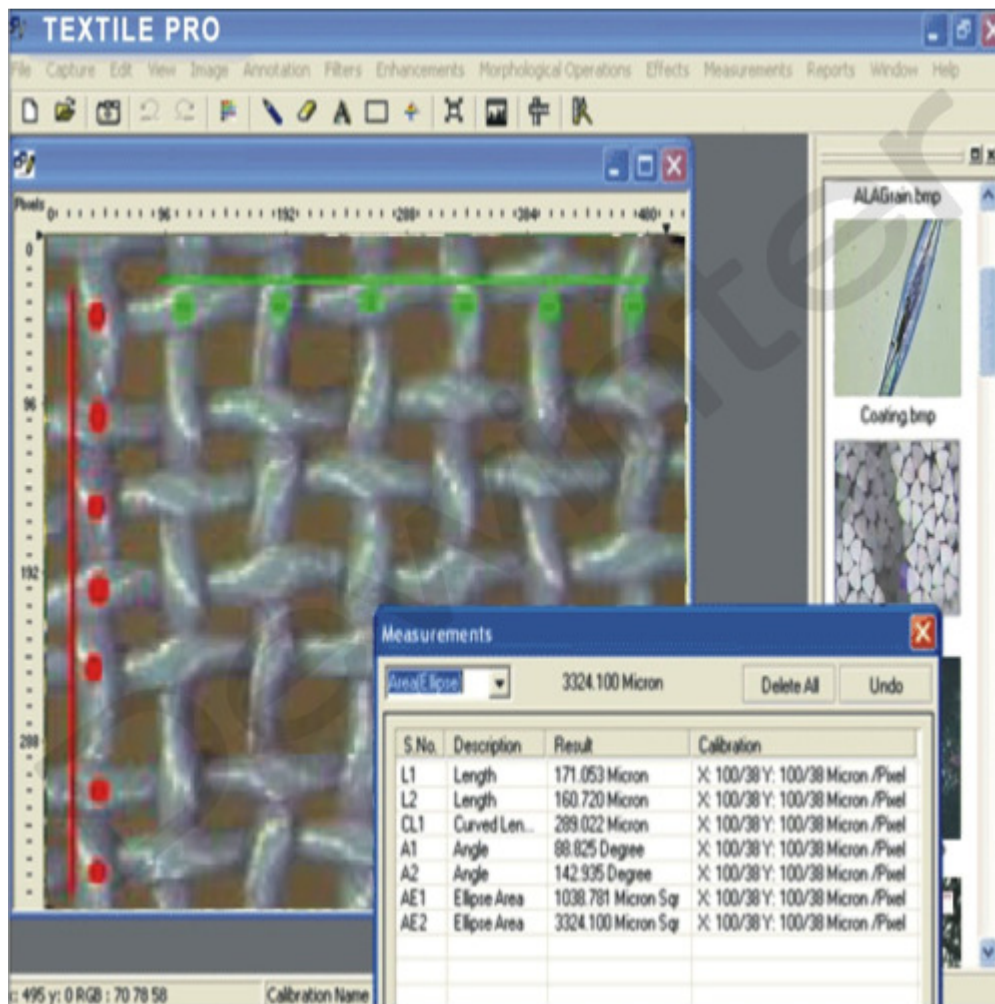 TEXTILE PRO
File Capture Edit View Image Annotation Filters Enhancements Morphological Operations Effects Measurements Reports Window Help
A
Pixels 0 96 192 288 384 480
ALAGrain.bmp
0
96
192
288
Coating.bmp
Measurements
Area(Ellipse) 3324.100 Micron Delete All Undo
S.No. Description Result Calibration
L1 Length 171.053 Micron X: 100/38 Y: 100/38 Micron /Pixel
L2 Length 160.720 Micron X: 100/38 Y: 100/38 Micron /Pixel
CL1 Curved Len... 289.022 Micron X: 100/38 Y: 100/38 Micron /Pixel
A1 Angle 88.825 Degree X: 100/38 Y: 100/38 Micron /Pixel
A2 Angle 142.935 Degree X: 100/38 Y: 100/38 Micron /Pixel
AE1 Ellipse Area 1038.781 Micron Sqr X: 100/38 Y: 100/38 Micron /Pixel
AE2 Ellipse Area 3324.100 Micron Sqr X: 100/38 Y: 100/38 Micron /Pixel
: 495 y: 0 RGB : 70 78 58 Calibration Name
Dewinter